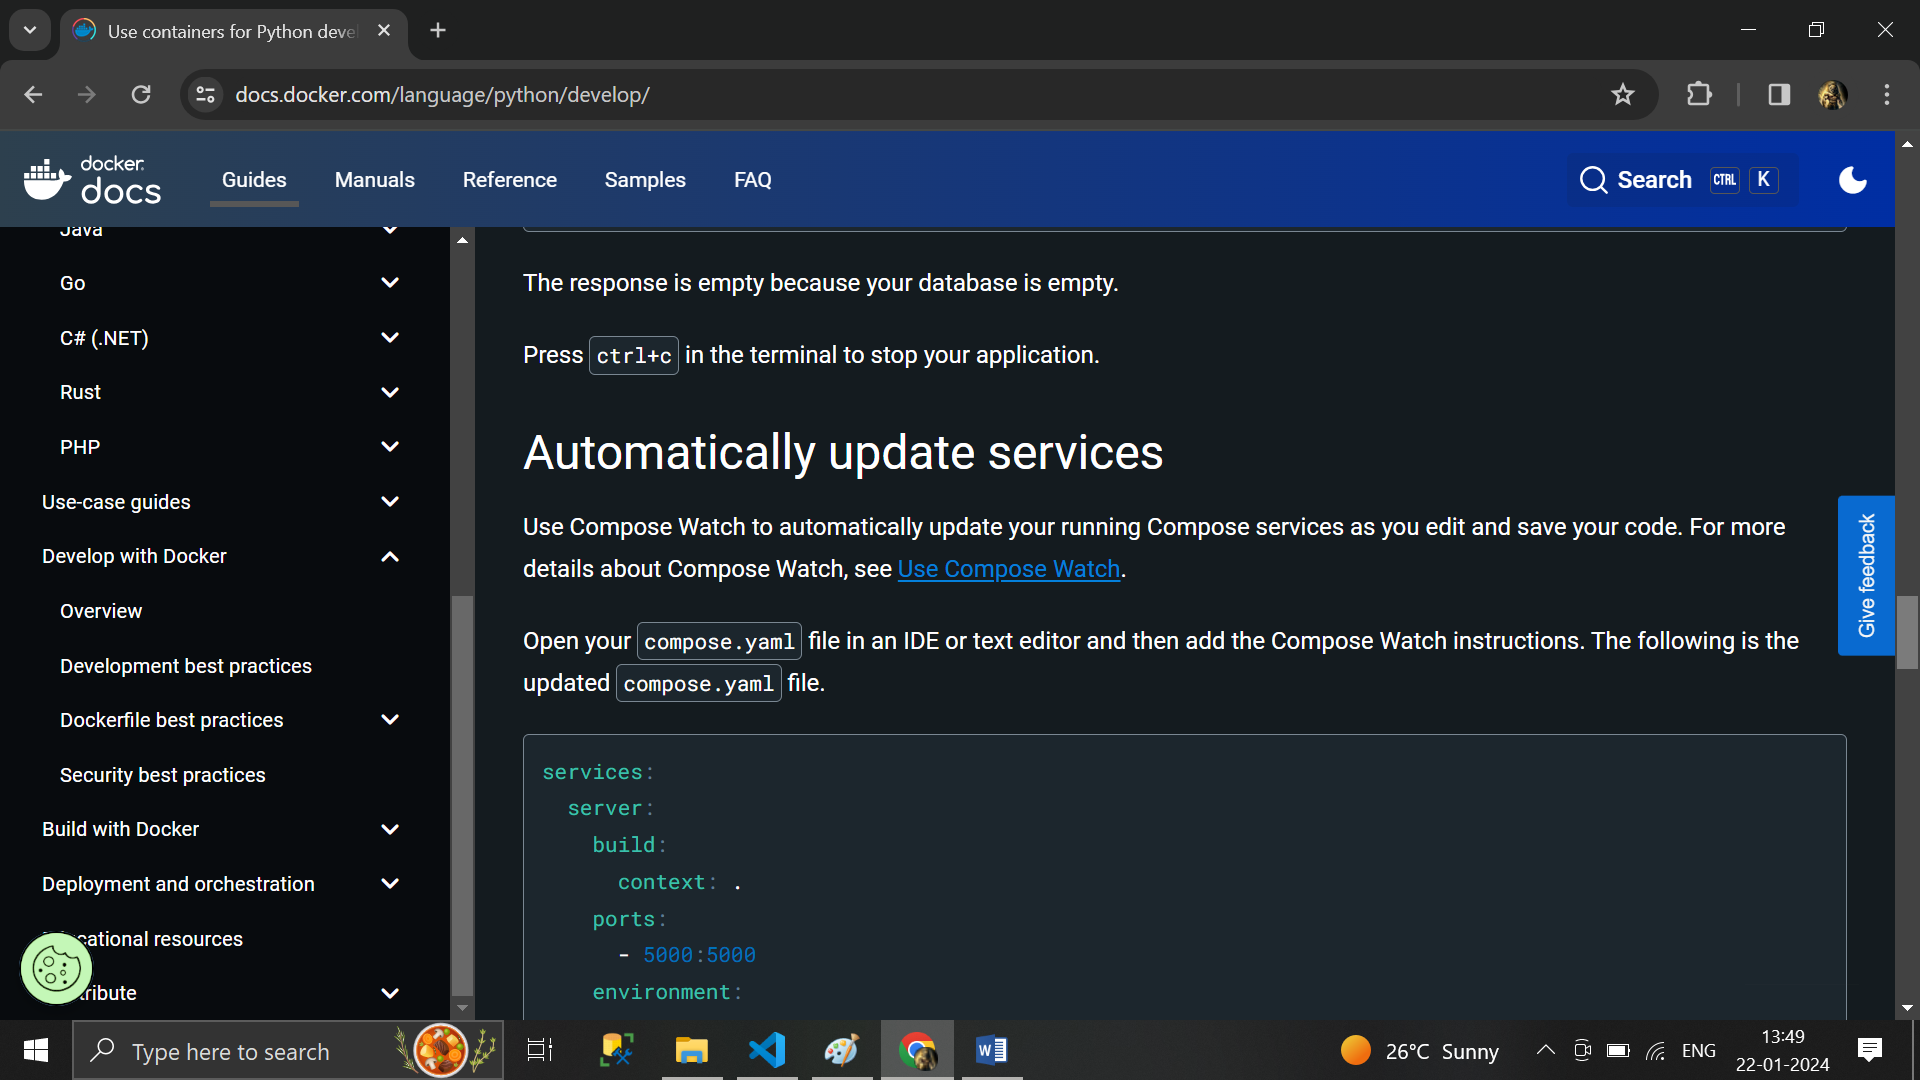 Use containers for Python deve
docs.docker.com/language/python/develop/
docker
docs
Guides
Manuals
Reference
Samples
FAQ
Search
CTRL
K
Java
Go
C# (.NET)
Rust
PHP
Use-case guides
Develop with Docker
Overview
Development best practices
Dockerfile best practices
Security best practices
Build with Docker
Deployment and orchestration
cational resources
tribute
The response is empty because your database is empty.
Press ctrl+c in the terminal to stop your application.
Automatically update services
Use Compose Watch to automatically update your running Compose services as you edit and save your code. For more
details about Compose Watch, see Use Compose Watch.
Open your compose.yaml file in an IDE or text editor and then add the Compose Watch instructions. The following is the
updated compose.yaml file.
services:
server:
build:
context: .
ports:
- 5000:5000
environment:
Give feedback
Type here to search
26°C Sunny
ENG
13:49
22-01-2024